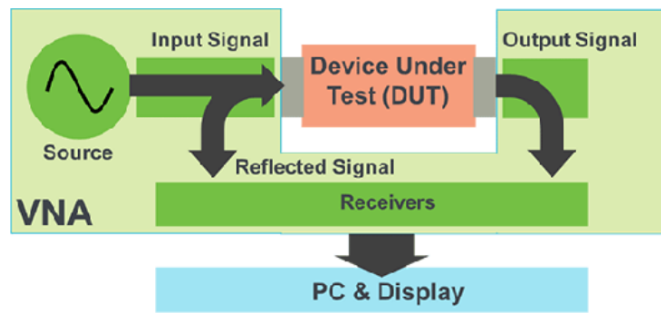 Input Signal
Output Signal
Device Under
Test (DUT)
Source
Reflected Signal
VNA
Receivers
PC & Display